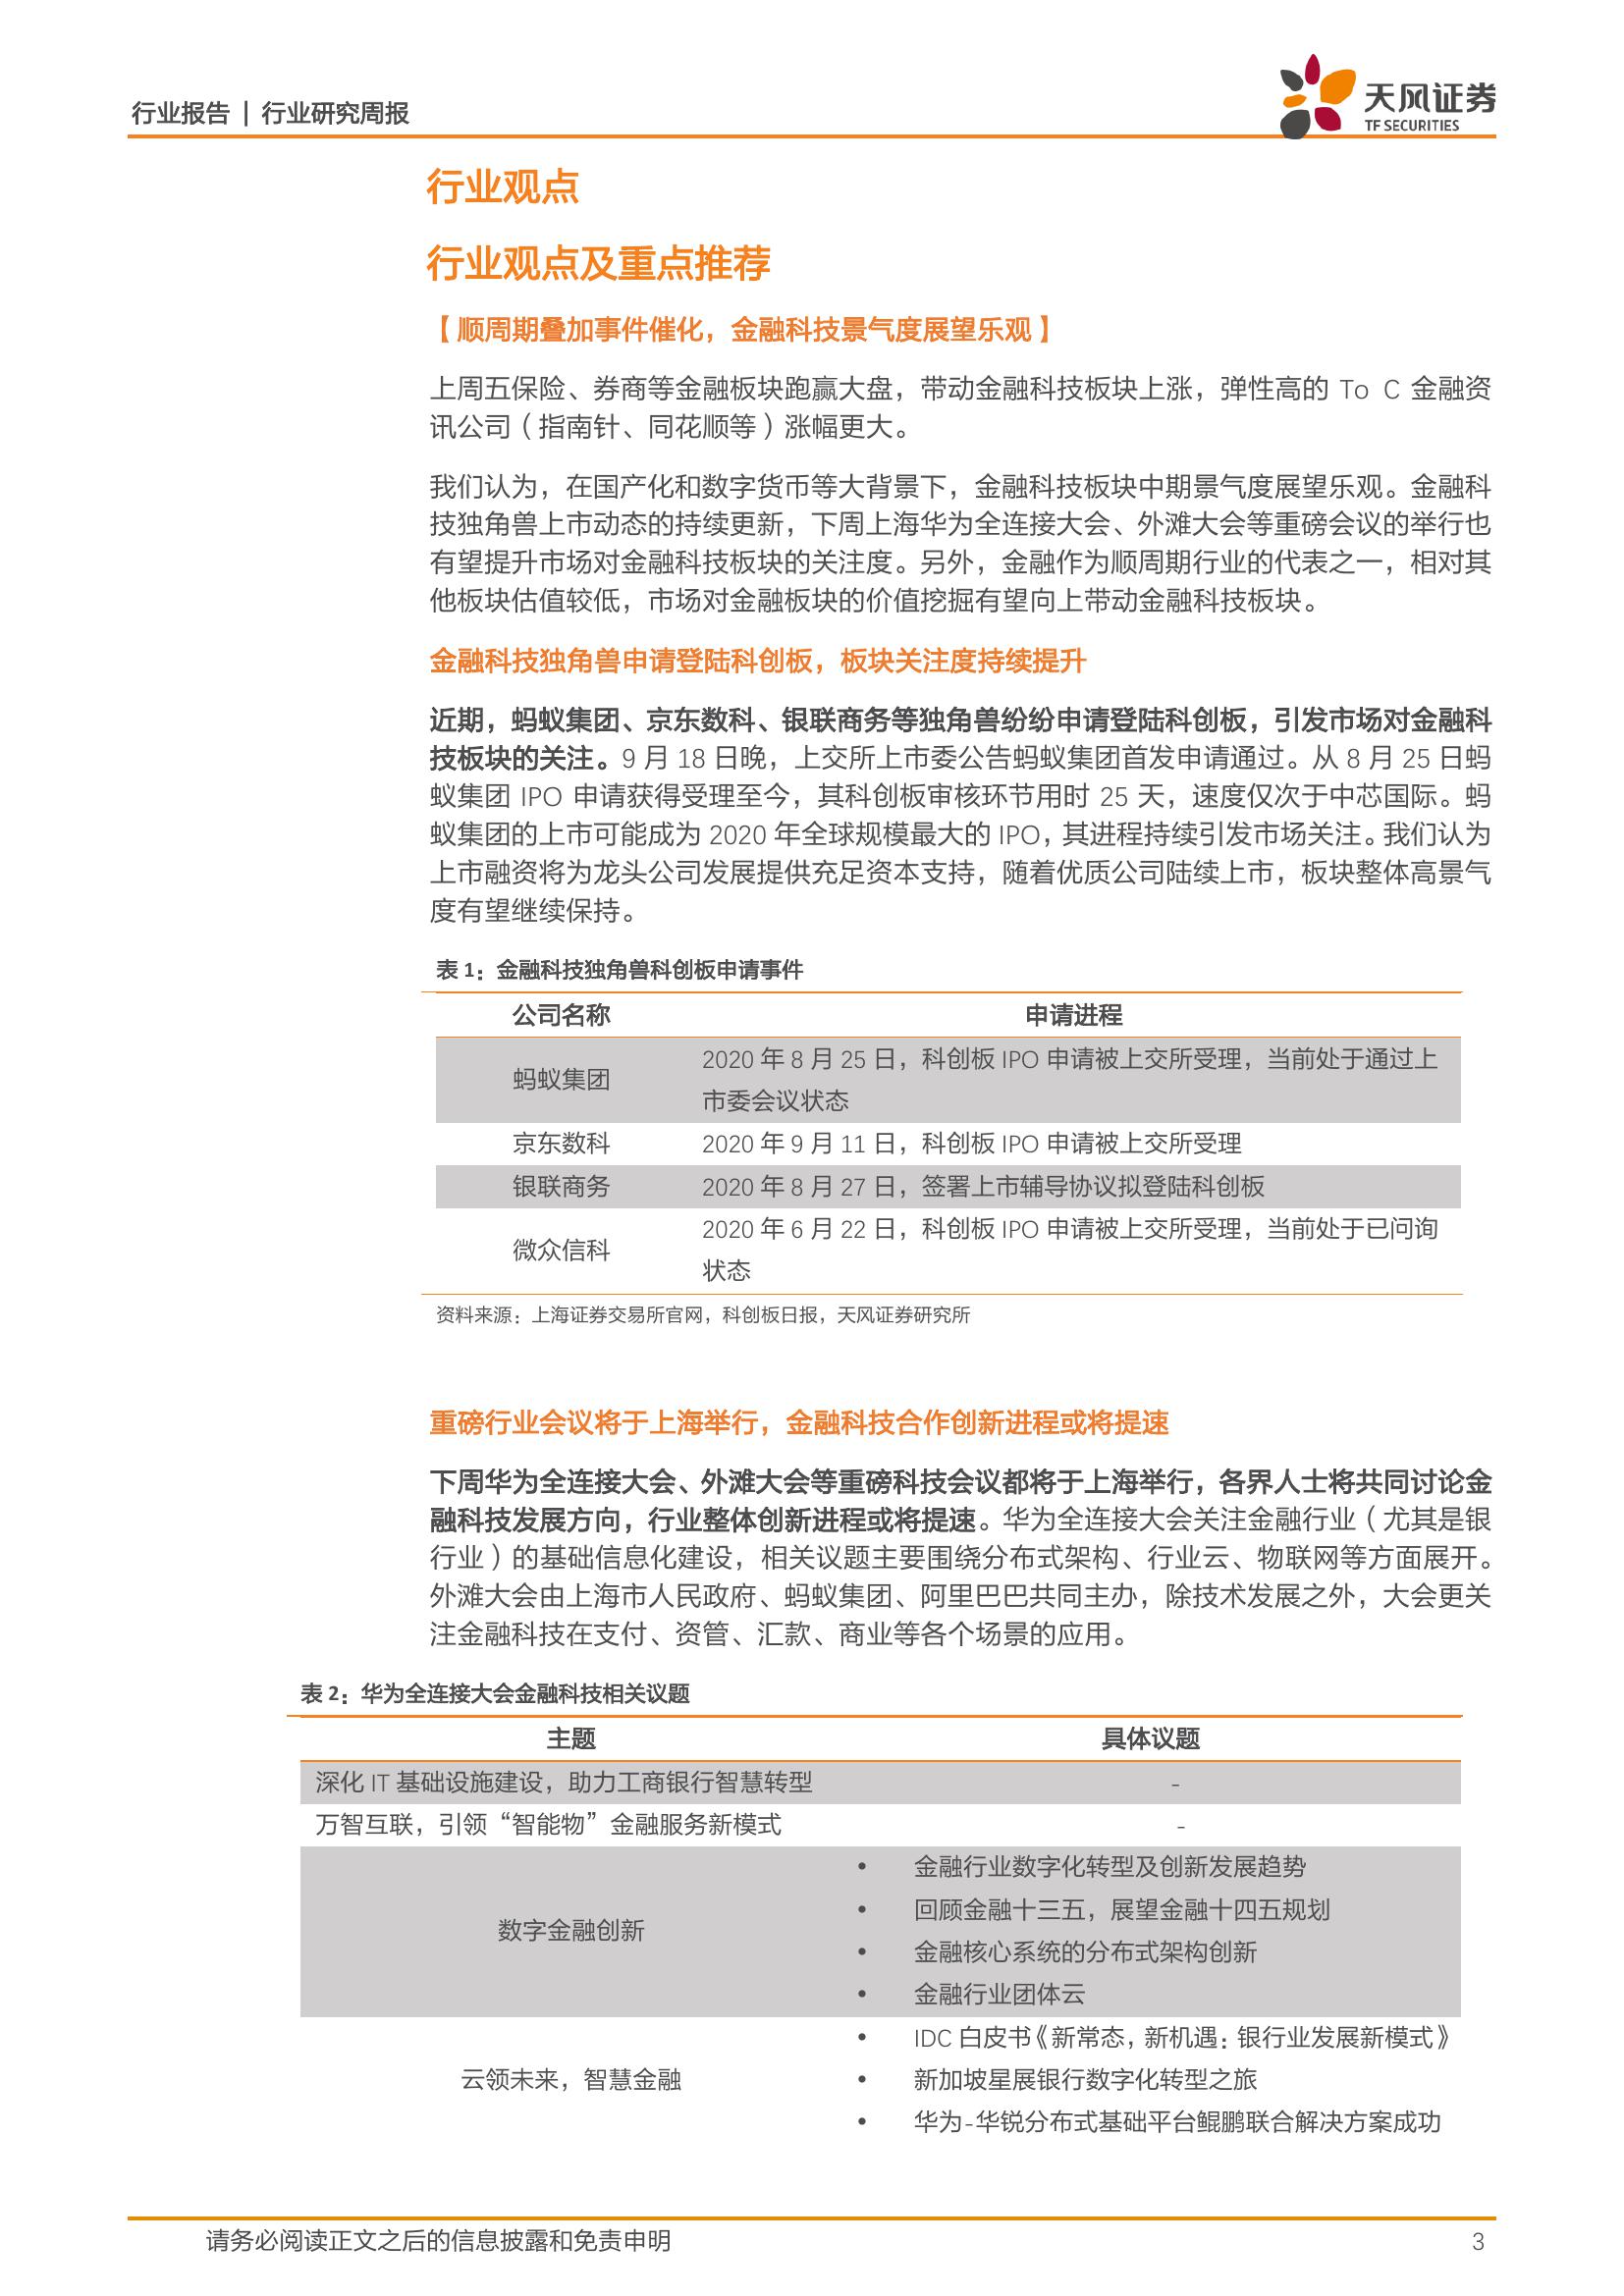 行业报告 | 行业研究周报
天风证券
TF SECURITIES
行业观点
行业观点及重点推荐
【顺周期叠加事件催化，金融科技景气度展望乐观】
上周五保险、券商等金融板块跑赢大盘，带动金融科技板块上涨，弹性高的 To C 金融资
讯公司（指南针、同花顺等）涨幅更大。
我们认为，在国产化和数字货币等大背景下，金融科技板块中期景气度展望乐观。金融科
技独角兽上市动态的持续更新，下周上海华为全连接大会、外滩大会等重磅会议的举行也
有望提升市场对金融科技板块的关注度。另外，金融作为顺周期行业的代表之一，相对其
他板块估值较低，市场对金融板块的价值挖掘有望向上带动金融科技板块。
金融科技独角兽申请登陆科创板，板块关注度持续提升
近期，蚂蚁集团、京东数科、银联商务等独角兽纷纷申请登陆科创板，引发市场对金融科
技板块的关注。9 月 18 日晚，上交所上市委公告蚂蚁集团首发申请通过。从 8 月 25 日蚂
蚁集团 IPO 申请获得受理至今，其科创板审核环节用时 25 天，速度仅次于中芯国际。蚂
蚁集团的上市可能成为 2020 年全球规模最大的 IPO，其进程持续引发市场关注。我们认为
上市融资将为龙头公司发展提供充足资本支持，随着优质公司陆续上市，板块整体高景气
度有望继续保持。
表 1：金融科技独角兽科创板申请事件
公司名称 申请进程
蚂蚁集团 2020 年 8 月 25 日，科创板 IPO 申请被上交所受理，当前处于通过上
市委会议状态
京东数科 2020 年 9 月 11 日，科创板 IPO 申请被上交所受理
银联商务 2020 年 8 月 27 日，签署上市辅导协议拟登陆科创板
微众信科 2020 年 6 月 22 日，科创板 IPO 申请被上交所受理，当前处于已问询
状态
资料来源：上海证券交易所官网，科创板日报，天风证券研究所
重磅行业会议将于上海举行，金融科技合作创新进程或将提速
下周华为全连接大会、外滩大会等重磅科技会议都将于上海举行，各界人士将共同讨论金
融科技发展方向，行业整体创新进程或将提速。华为全连接大会关注金融行业（尤其是银
行业）的基础信息化建设，相关议题主要围绕分布式架构、行业云、物联网等方面展开。
外滩大会由上海市人民政府、蚂蚁集团、阿里巴巴共同主办，除技术发展之外，大会更关
注金融科技在支付、资管、汇款、商业等各个场景的应用。
表 2：华为全连接大会金融科技相关议题
主题 具体议题
深化 IT 基础设施建设，助力工商银行智慧转型 -
万智互联，引领“智能物”金融服务新模式 -
数字金融创新
• 金融行业数字化转型及创新发展趋势
• 回顾金融十三五，展望金融十四五规划
• 金融核心系统的分布式架构创新
• 金融行业团体云
云领未来，智慧金融
• IDC 白皮书《新常态，新机遇：银行业发展新模式》
• 新加坡星展银行数字化转型之旅
• 华为-华锐分布式基础平台鲲鹏联合解决方案成功
请务必阅读正文之后的信息披露和免责申明 3